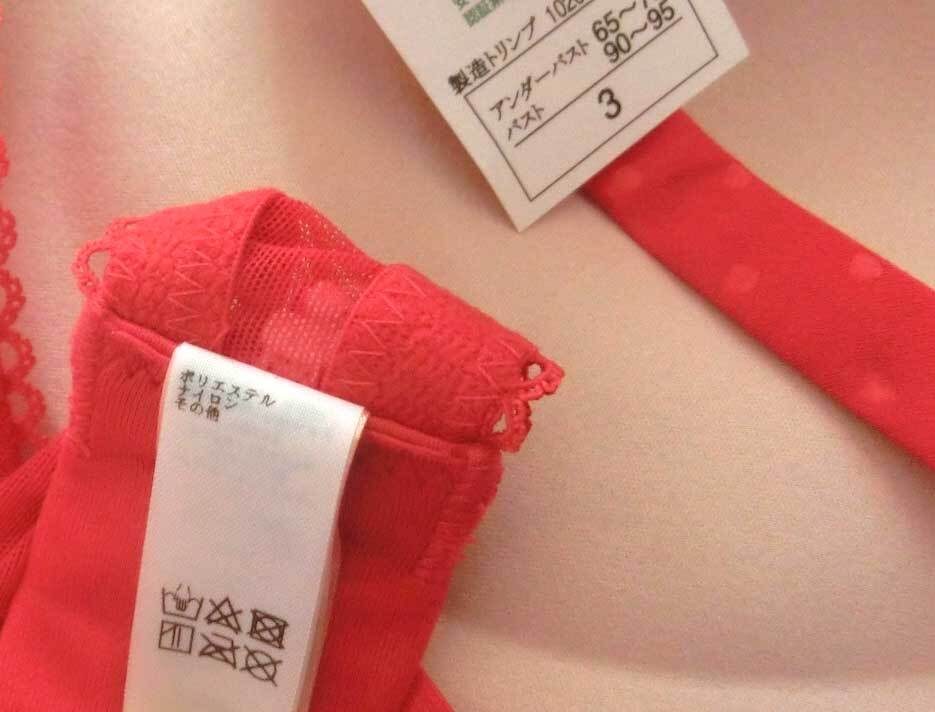 製造トリンプ
アンダーバスト 65～
バスト 90～95
3
ポリエステル
ナイロン
その他